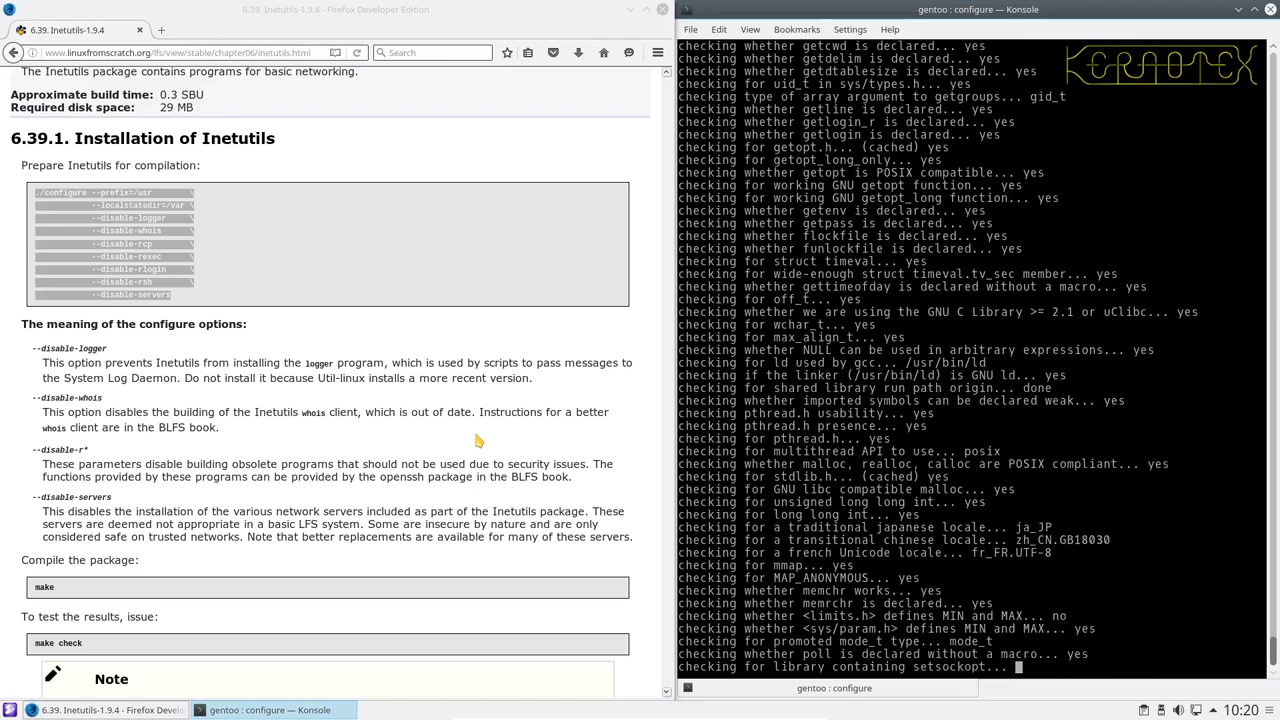 6.39. Inetutils-1.9.4 - Firefox Developer Edition
6.39. Inetutils-1.9.4
www.linuxfromscratch.org/lfs/view/stable/chapter06/inetutils.html
Search
The Inetutils package contains programs for basic networking.
Approximate build time: 0.3 SBU
Required disk space: 29 MB
6.39.1. Installation of Inetutils
Prepare Inetutils for compilation:
./configure --prefix=/usr \
--localstatedir=/var \
--disable-logger \
--disable-whois \
--disable-rcp \
--disable-rexec \
--disable-rlogin \
--disable-rsh \
--disable-servers
The meaning of the configure options:
--disable-logger
This option prevents Inetutils from installing the logger program, which is used by scripts to pass messages to
the System Log Daemon. Do not install it because Util-linux installs a more recent version.
--disable-whois
This option disables the building of the Inetutils whois client, which is out of date. Instructions for a better
whois client are in the BLFS book.
--disable-r*
These parameters disable building obsolete programs that should not be used due to security issues. The
functions provided by these programs can be provided by the openssh package in the BLFS book.
--disable-servers
This disables the installation of the various network servers included as part of the Inetutils package. These
servers are deemed not appropriate in a basic LFS system. Some are insecure by nature and are only
considered safe on trusted networks. Note that better replacements are available for many of these servers.
Compile the package:
make
To test the results, issue:
make check
Note
gentoo : configure — Konsole
File Edit View Bookmarks Settings Help
checking whether getcwd is declared... yes
checking whether getdelim is declared... yes
checking whether getdtablesize is declared... yes
checking for uid_t in sys/types.h... yes
checking type of array argument to getgroups... gid_t
checking whether getline is declared... yes
checking whether getlogin_r is declared... yes
checking whether getlogin is declared... yes
checking for getopt.h... (cached) yes
checking for getopt_long_only... yes
checking whether getopt is POSIX compatible... yes
checking for working GNU getopt function... yes
checking for working GNU getopt_long function... yes
checking whether getenv is declared... yes
checking whether getpass is declared... yes
checking whether flockfile is declared... yes
checking whether funlockfile is declared... yes
checking for struct timeval... yes
checking for wide-enough struct timeval.tv_sec member... yes
checking whether gettimeofday is declared without a macro... yes
checking for off_t... yes
checking whether we are using the GNU C Library >= 2.1 or uClibc... yes
checking for wchar_t... yes
checking for max_align_t... yes
checking whether NULL can be used in arbitrary expressions... yes
checking for ld used by gcc... /usr/bin/ld
checking if the linker (/usr/bin/ld) is GNU ld... yes
checking for shared library run path origin... done
checking whether imported symbols can be declared weak... yes
checking pthread.h usability... yes
checking pthread.h presence... yes
checking for pthread.h... yes
checking for multithread API to use... posix
checking whether malloc, realloc, calloc are POSIX compliant... yes
checking for stdlib.h... (cached) yes
checking for GNU libc compatible malloc... yes
checking for unsigned long long int... yes
checking for long long int... yes
checking for a traditional japanese locale... ja_JP
checking for a transitional chinese locale... zh_CN.GB18030
checking for a french Unicode locale... fr_FR.UTF-8
checking for mmap... yes
checking for MAP_ANONYMOUS... yes
checking whether memchr works... yes
checking whether memrchr is declared... yes
checking whether <limits.h> defines MIN and MAX... no
checking whether <sys/param.h> defines MIN and MAX... yes
checking for promoted mode_t type... mode_t
checking whether poll is declared without a macro... yes
checking for library containing setsockopt...
gentoo : configure
6.39. Inetutils-1.9.4 - Firefox Develo
gentoo : configure — Konsole
10:20